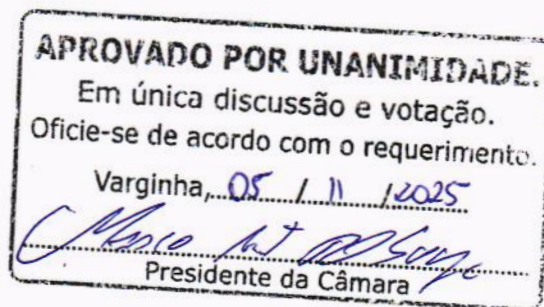 APROVADO POR UNANIMIDADE.
Em única discussão e votação.
Oficie-se de acordo com o requerimento.
Varginha, 05 / 11 / 2025
Presidente da Câmara